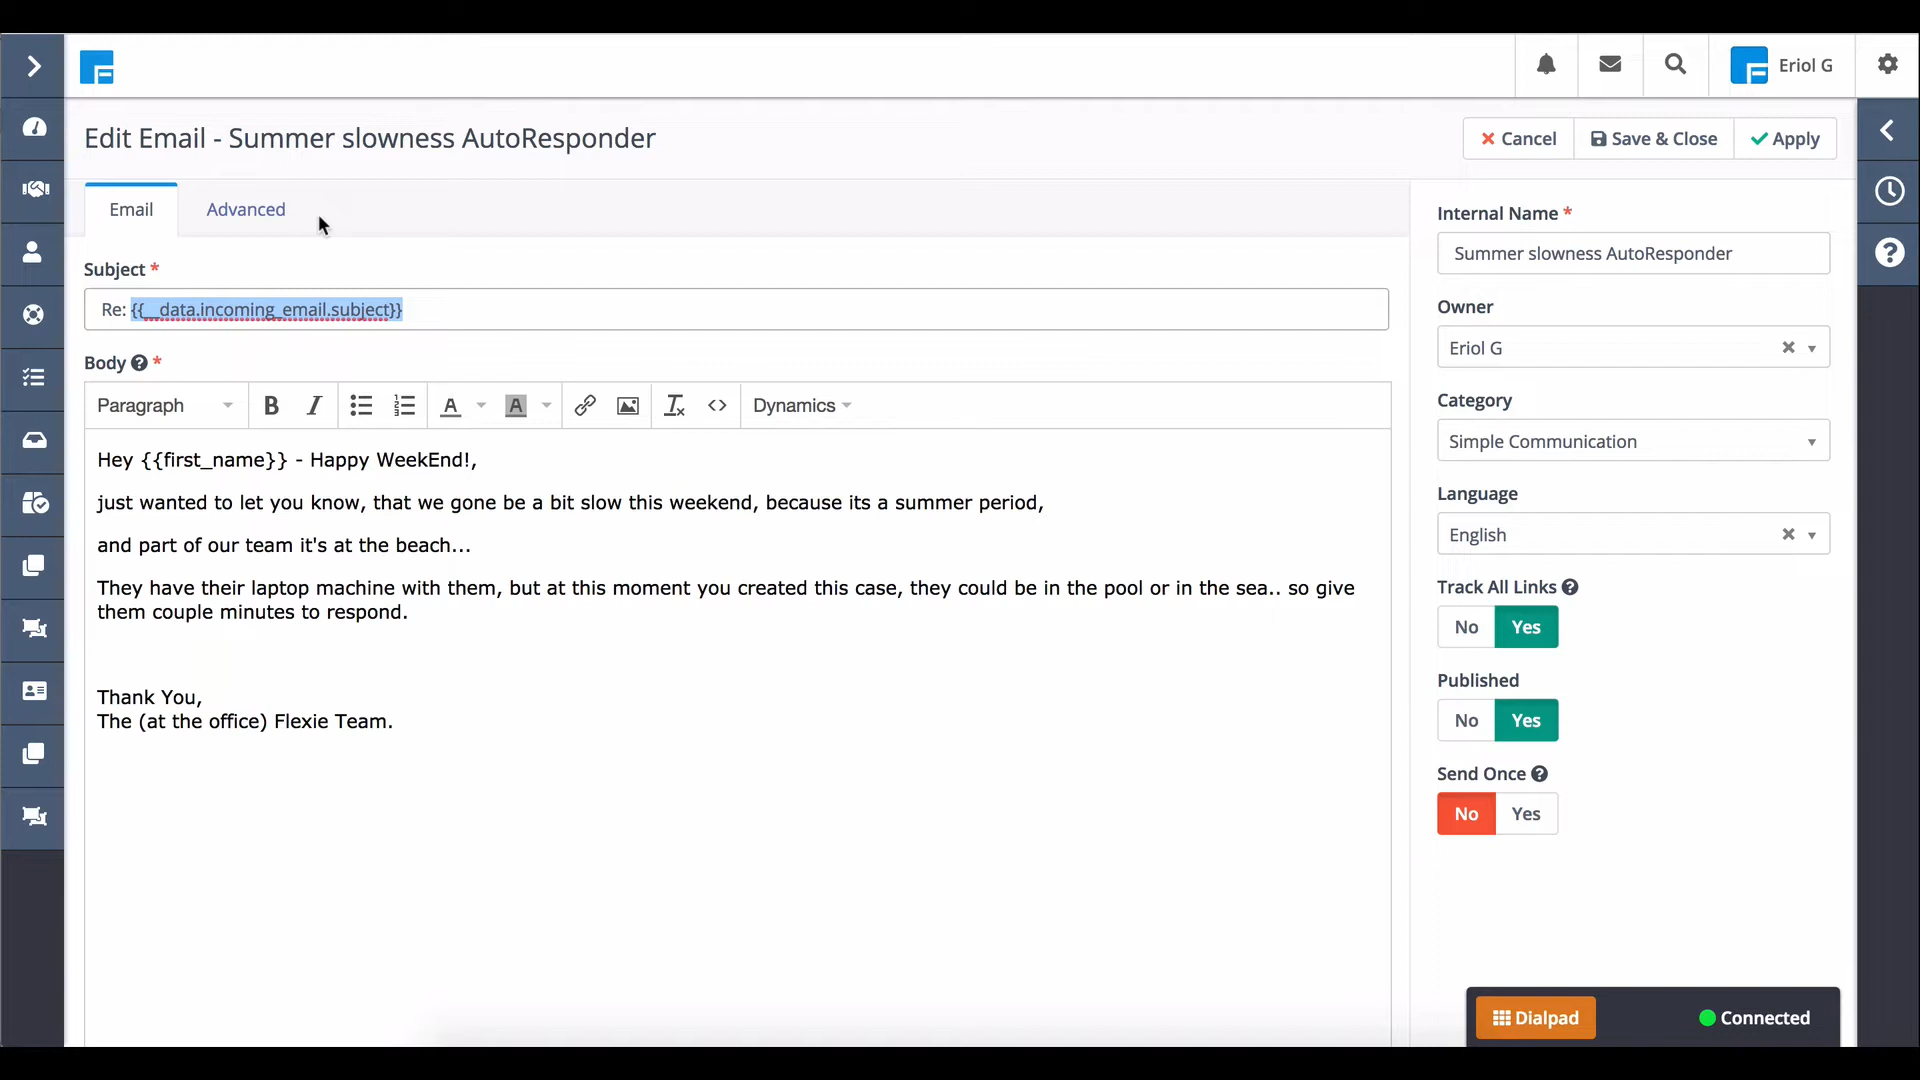 Eriol G
Edit Email - Summer slowness AutoResponder
Cancel
Save & Close
Apply
Email
Advanced
Subject *
Re: {{__data.incoming_email.subject}}
Body *
Paragraph
B
I
A
A
Dynamics
Hey {{first_name}} - Happy WeekEnd!,
just wanted to let you know, that we gone be a bit slow this weekend, because its a summer period,
and part of our team it's at the beach...
They have their laptop machine with them, but at this moment you created this case, they could be in the pool or in the sea.. so give
them couple minutes to respond.
Thank You,
The (at the office) Flexie Team.
Internal Name *
Summer slowness AutoResponder
Owner
Eriol G
Category
Simple Communication
Language
English
Track All Links
No Yes
Published
No Yes
Send Once
No Yes
Dialpad
Connected